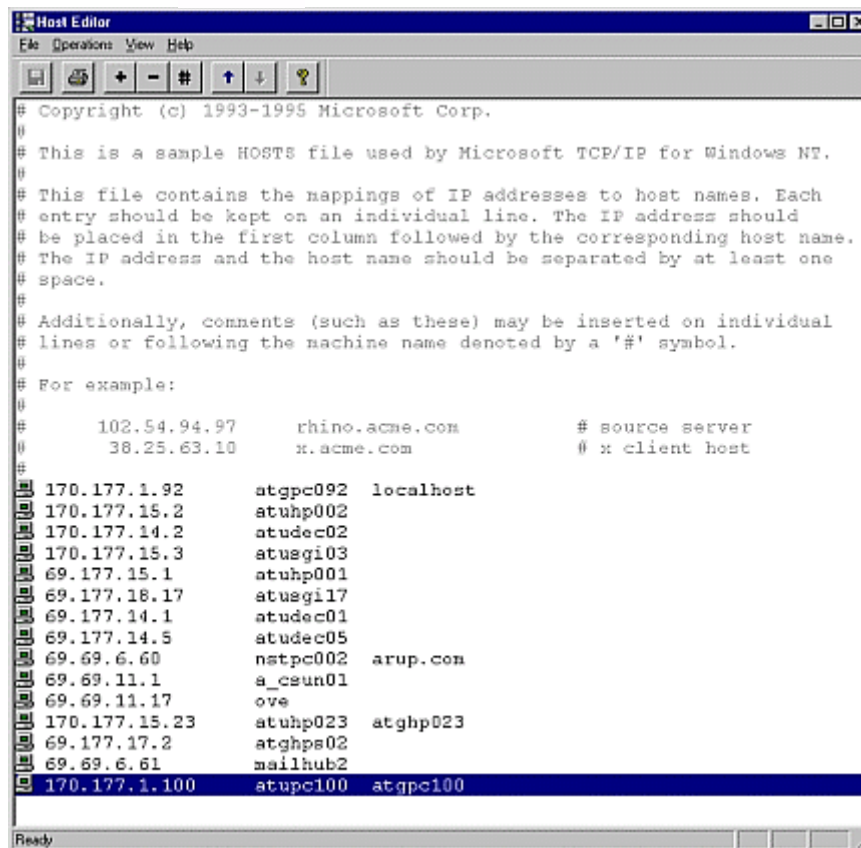 Host Editor
File Operations View Help
# Copyright (c) 1993-1995 Microsoft Corp.
#
# This is a sample HOSTS file used by Microsoft TCP/IP for Windows NT.
#
# This file contains the mappings of IP addresses to host names. Each
# entry should be kept on an individual line. The IP address should
# be placed in the first column followed by the corresponding host name.
# The IP address and the host name should be separated by at least one
# space.
#
# Additionally, comments (such as these) may be inserted on individual
# lines or following the machine name denoted by a '#' symbol.
#
# For example:
#
# 102.54.94.97 rhino.acme.com # source server
# 38.25.63.10 x.acme.com # x client host
#
170.177.1.92 atgpc092 localhost
170.177.15.2 atuhp002
170.177.14.2 atudec02
170.177.15.3 atusgi03
69.177.15.1 atuhp001
69.177.18.17 atusgi17
69.177.14.1 atudec01
69.177.14.5 atudec05
69.69.6.60 nstpc002 arup.com
69.69.11.1 a_csun01
69.69.11.17 ove
170.177.15.23 atuhp023 atghp023
69.177.17.2 atghps02
69.69.6.61 mailhub2
170.177.1.100 atupc100 atgpc100
Ready